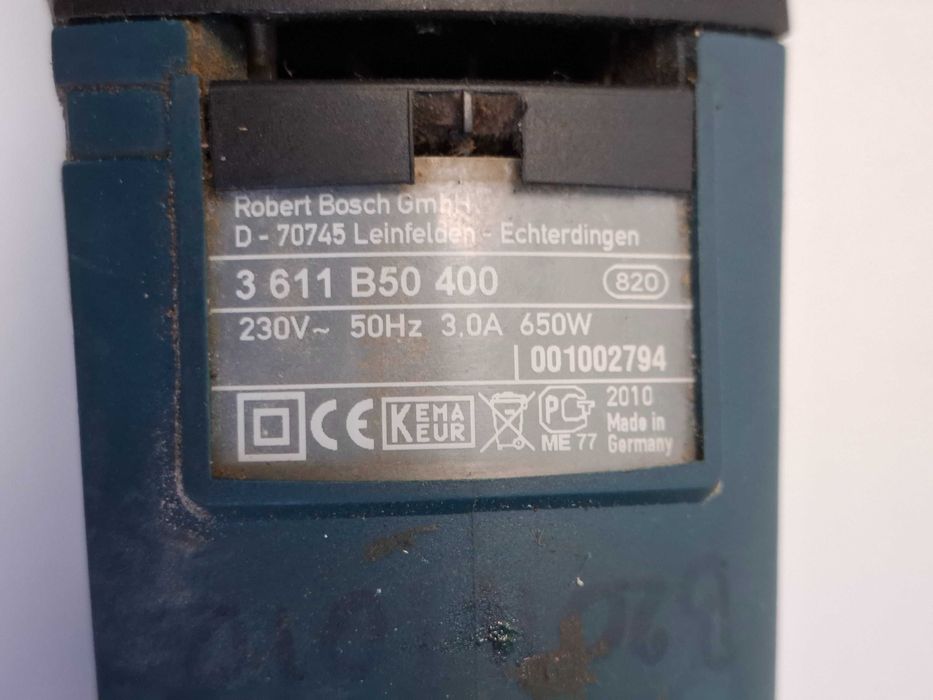 Robert Bosch GmbH
D - 70745 Leinfelden - Echterdingen
3 611 B50 400 820
230V~ 50Hz 3,0A 650W
001002794
CE KEMA EUR PCT ME 77 2010
Made in
Germany